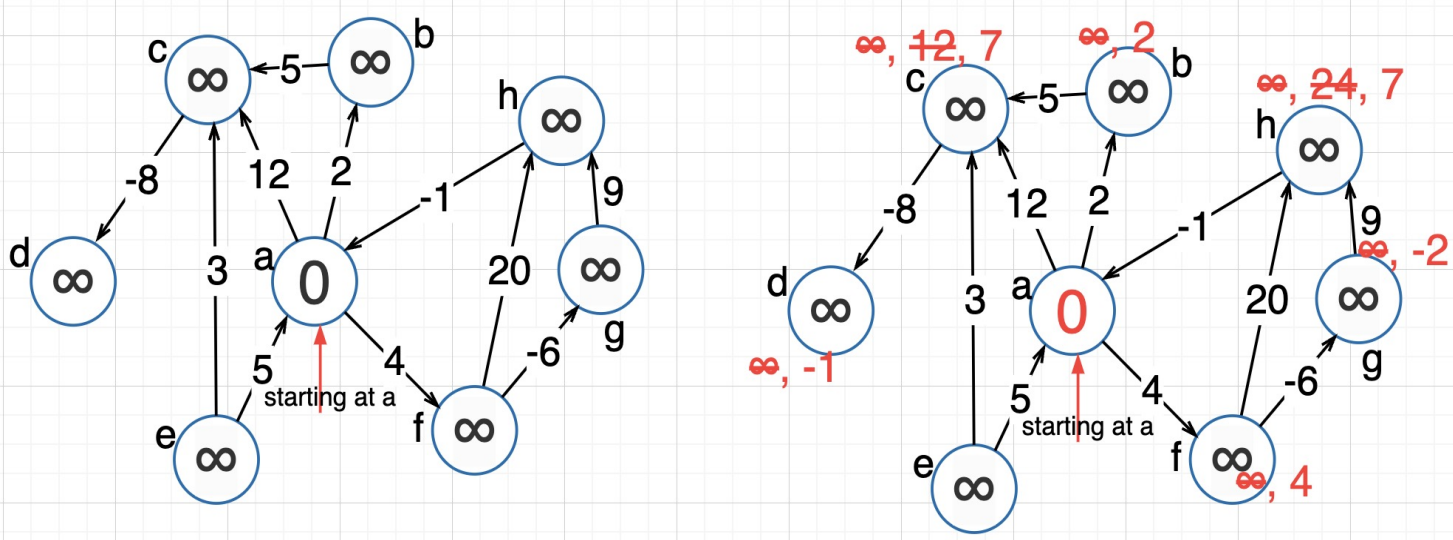 c
b
∞
∞
5
h
∞
-8
12
2
-1
9
d
∞
3
a
0
20
∞
g
5
4
-6
starting at a
f
∞
e
∞
∞, 12, 7
∞, 2
c
b
∞
∞
5
∞, 24, 7
h
∞
-8
12
2
-1
9
∞, -2
d
∞
3
a
0
20
∞
g
∞, -1
5
4
-6
starting at a
f
∞
∞, 4
e
∞